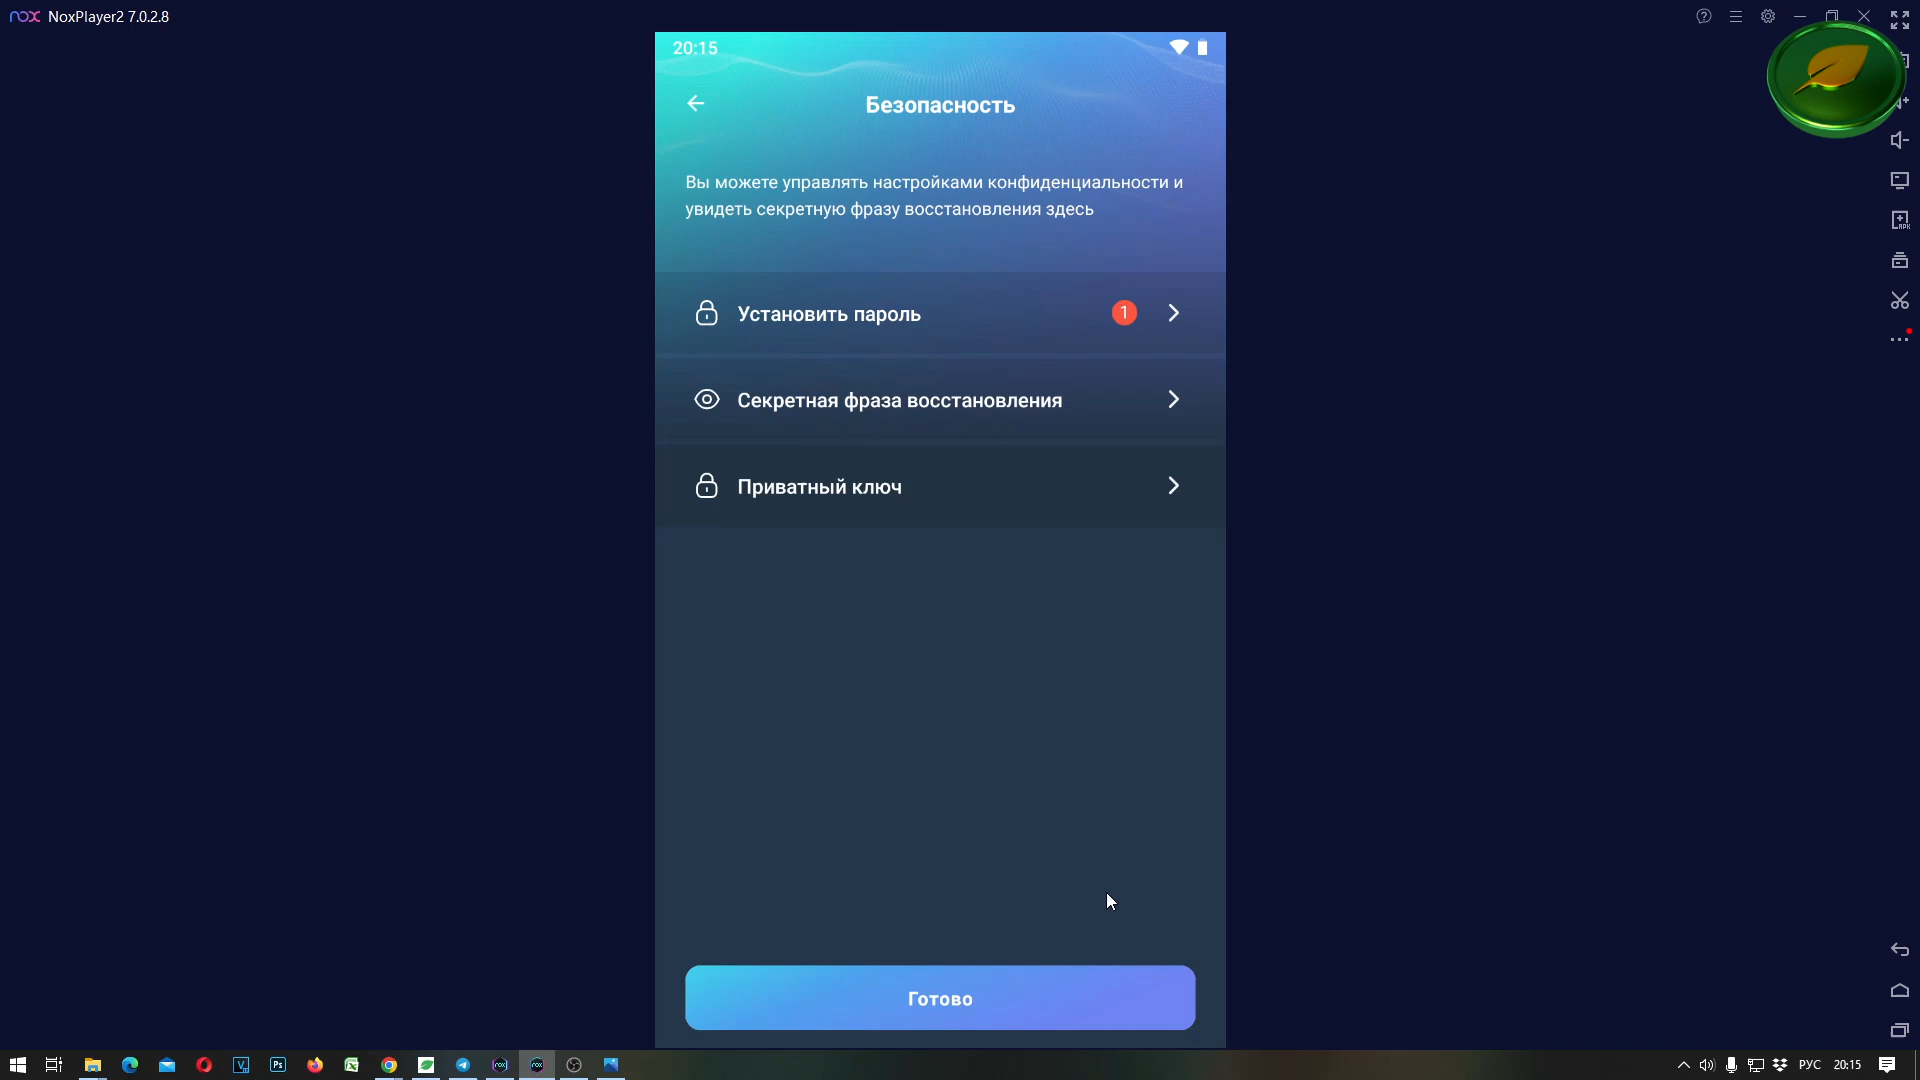 nox NoxPlayer2 7.0.2.8
20:15
Безопасность
Вы можете управлять настройками конфиденциальности и
увидеть секретную фразу восстановления здесь
Установить пароль 1
Секретная фраза восстановления
Приватный ключ
Готово
РУС 20:15